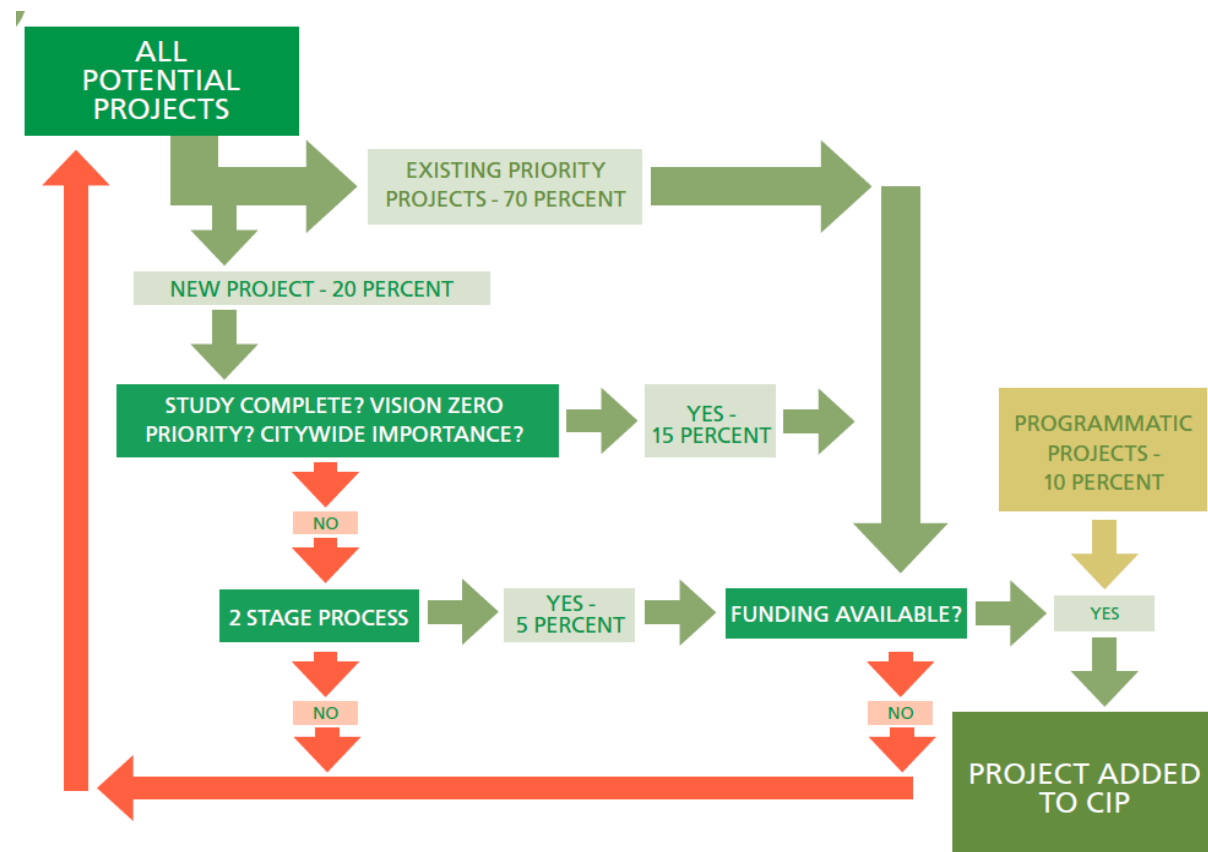 ALL
POTENTIAL
PROJECTS
EXISTING PRIORITY
PROJECTS - 70 PERCENT
NEW PROJECT - 20 PERCENT
STUDY COMPLETE? VISION ZERO
PRIORITY? CITYWIDE IMPORTANCE?
YES -
15 PERCENT
PROGRAMMATIC
PROJECTS -
10 PERCENT
NO
2 STAGE PROCESS
YES -
5 PERCENT
FUNDING AVAILABLE?
YES
NO
NO
PROJECT ADDED
TO CIP